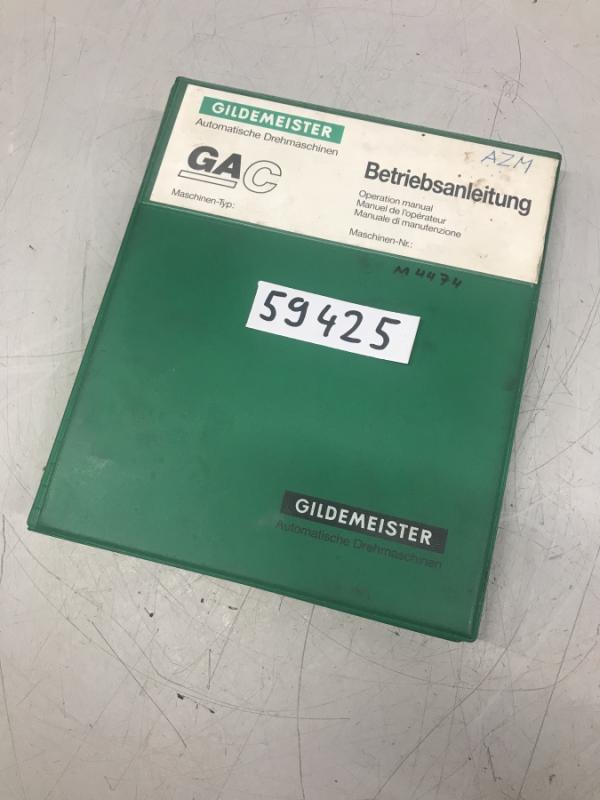 GILDEMEISTER
Automatische Drehmaschinen
GAC
Maschinen-Typ:
AZM
Betriebsanleitung
Operation manual
Manuel de l'opérateur
Manuale di manutenzione
Maschinen-Nr.:
M 4474
59425
GILDEMEISTER
Automatische Drehmaschinen